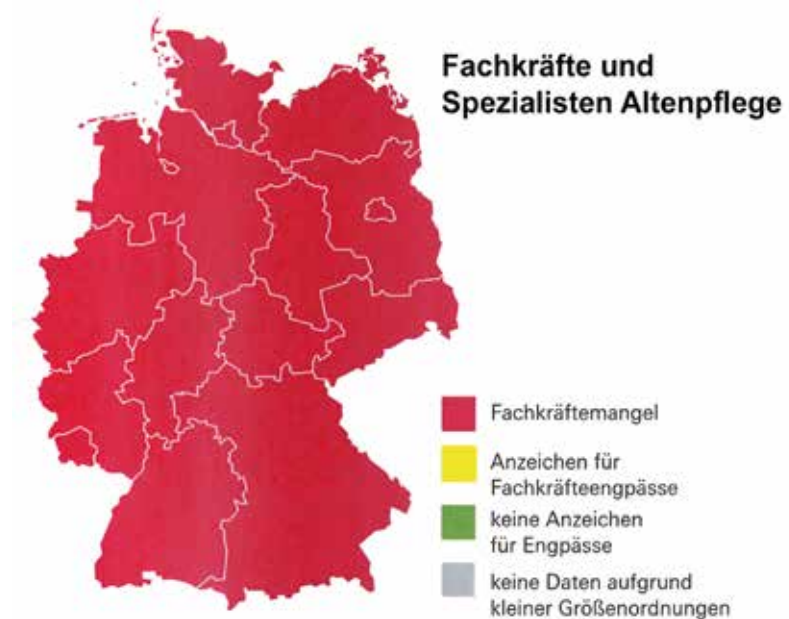 Fachkräfte und
Spezialisten Altenpflege
Fachkräftemangel
Anzeichen für
Fachkräfteengpässe
keine Anzeichen
für Engpässe
keine Daten aufgrund
kleiner Größenordnungen